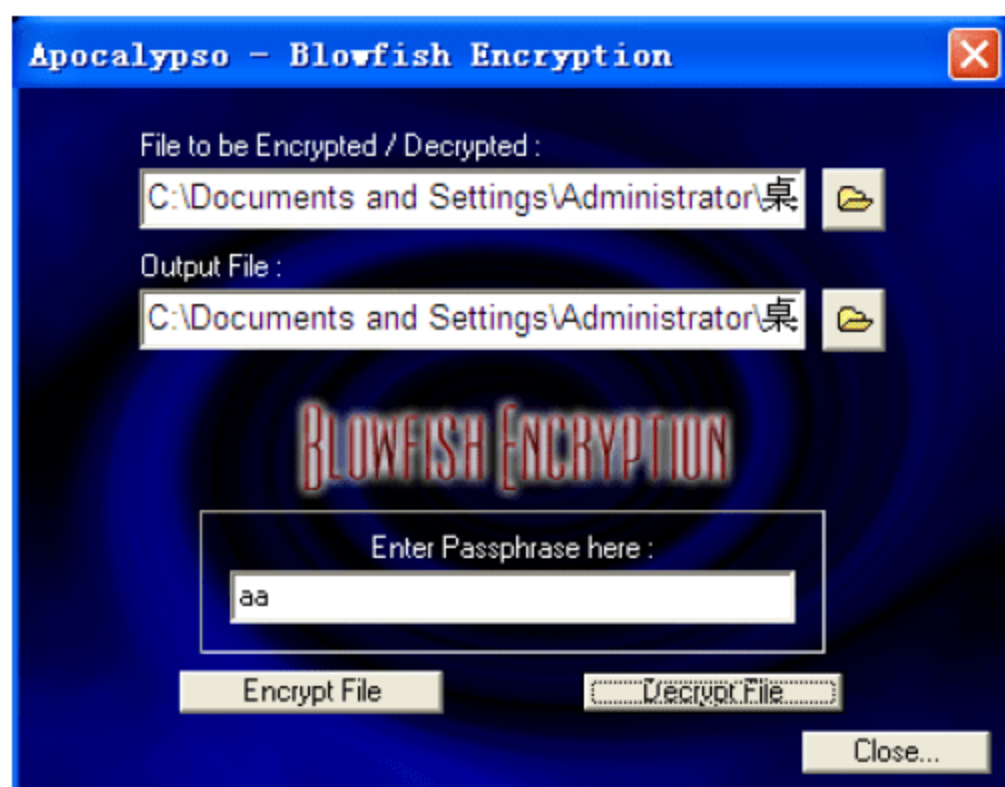 Apocalypso - Blowfish Encryption
File to be Encrypted / Decrypted :
C:\Documents and Settings\Administrator\桌
Output File :
C:\Documents and Settings\Administrator\桌
BLOWFISH ENCRYPTION
Enter Passphrase here :
aa
Encrypt File Decrypt File
Close...